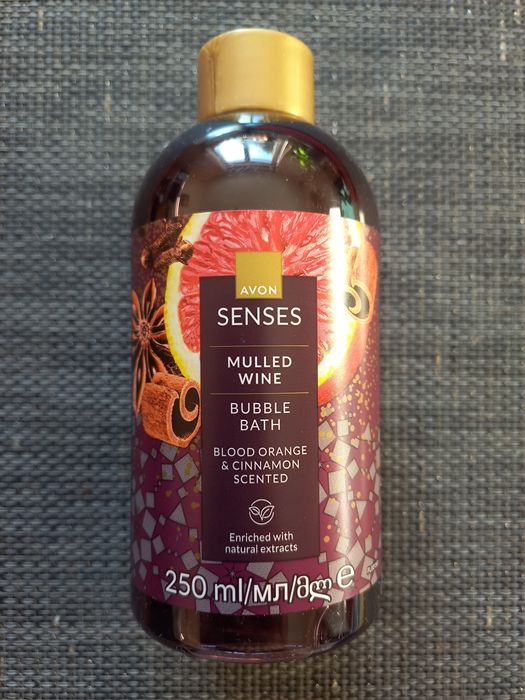 AVON
SENSES
MULLED
WINE
BUBBLE
BATH
BLOOD ORANGE
& CINNAMON
SCENTED
Enriched with
natural extracts
250 ml/мл/მლ e